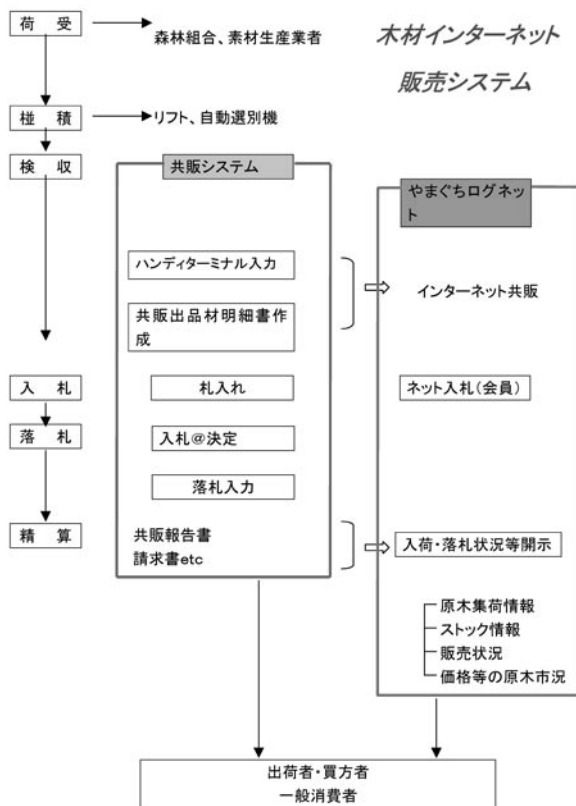 荷　受
森林組合、素材生産業者
木材インターネット
販売システム
椪　積
リフト、自動選別機
検　収
共販システム
やまぐちログネッ
ト
ハンディターミナル入力
インターネット共販
共販出品材明細書作
成
入　札
札入れ
ネット入札(会員)
落　札
入札＠決定
落札入力
精　算
共販報告書
請求書etc
入荷・落札状況等開示
原木集荷情報
ストック情報
販売状況
価格等の原木市況
出荷者・買方者
一般消費者